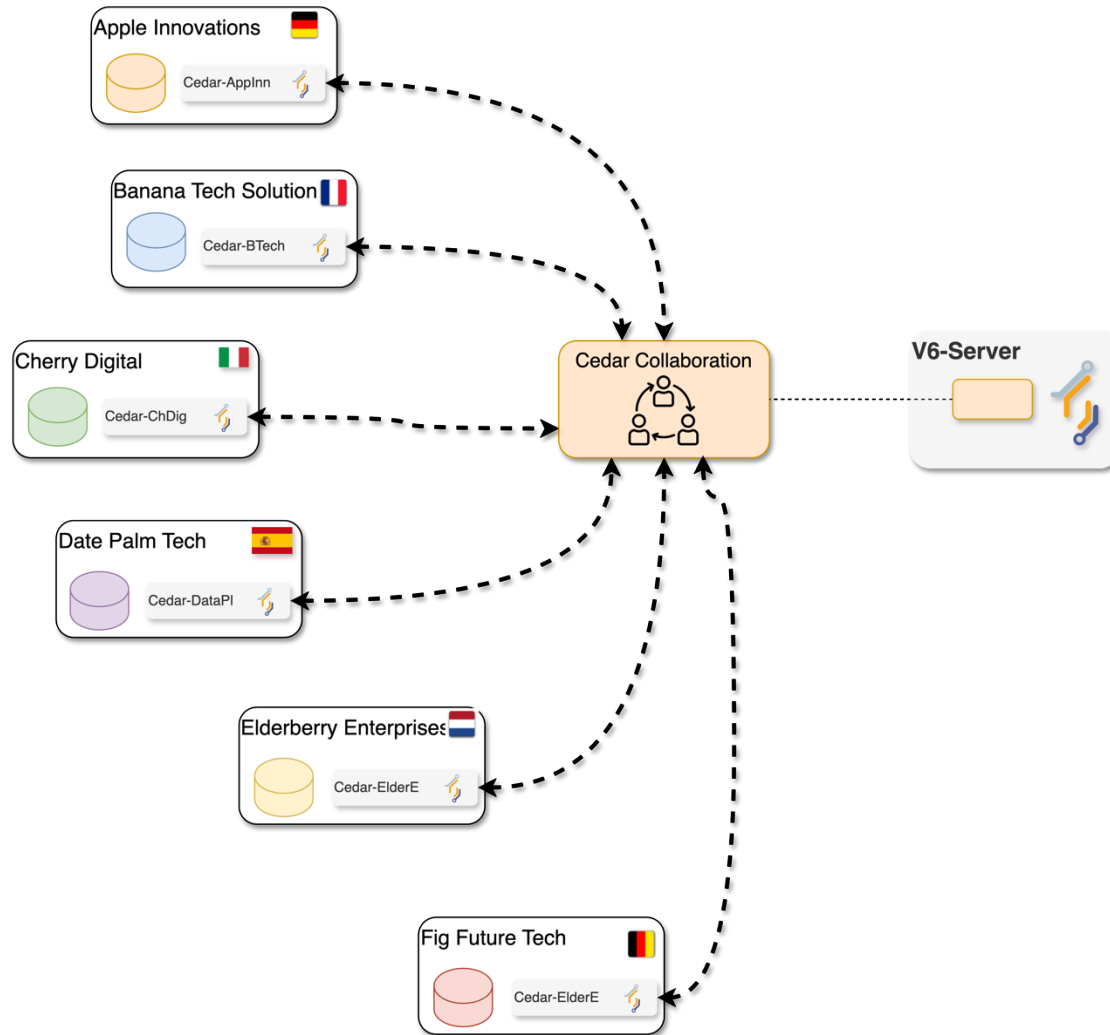 Apple Innovations
Cedar-AppInn
Banana Tech Solution
Cedar-BTech
Cherry Digital
Cedar-ChDig
Cedar Collaboration
V6-Server
Date Palm Tech
Cedar-DataPl
Elderberry Enterprises
Cedar-ElderE
Fig Future Tech
Cedar-ElderE